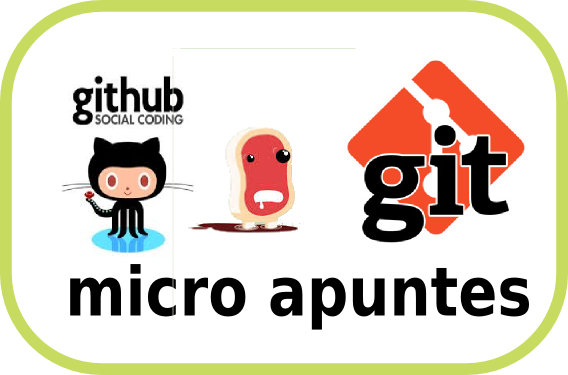 github
SOCIAL CODING
git
micro apuntes